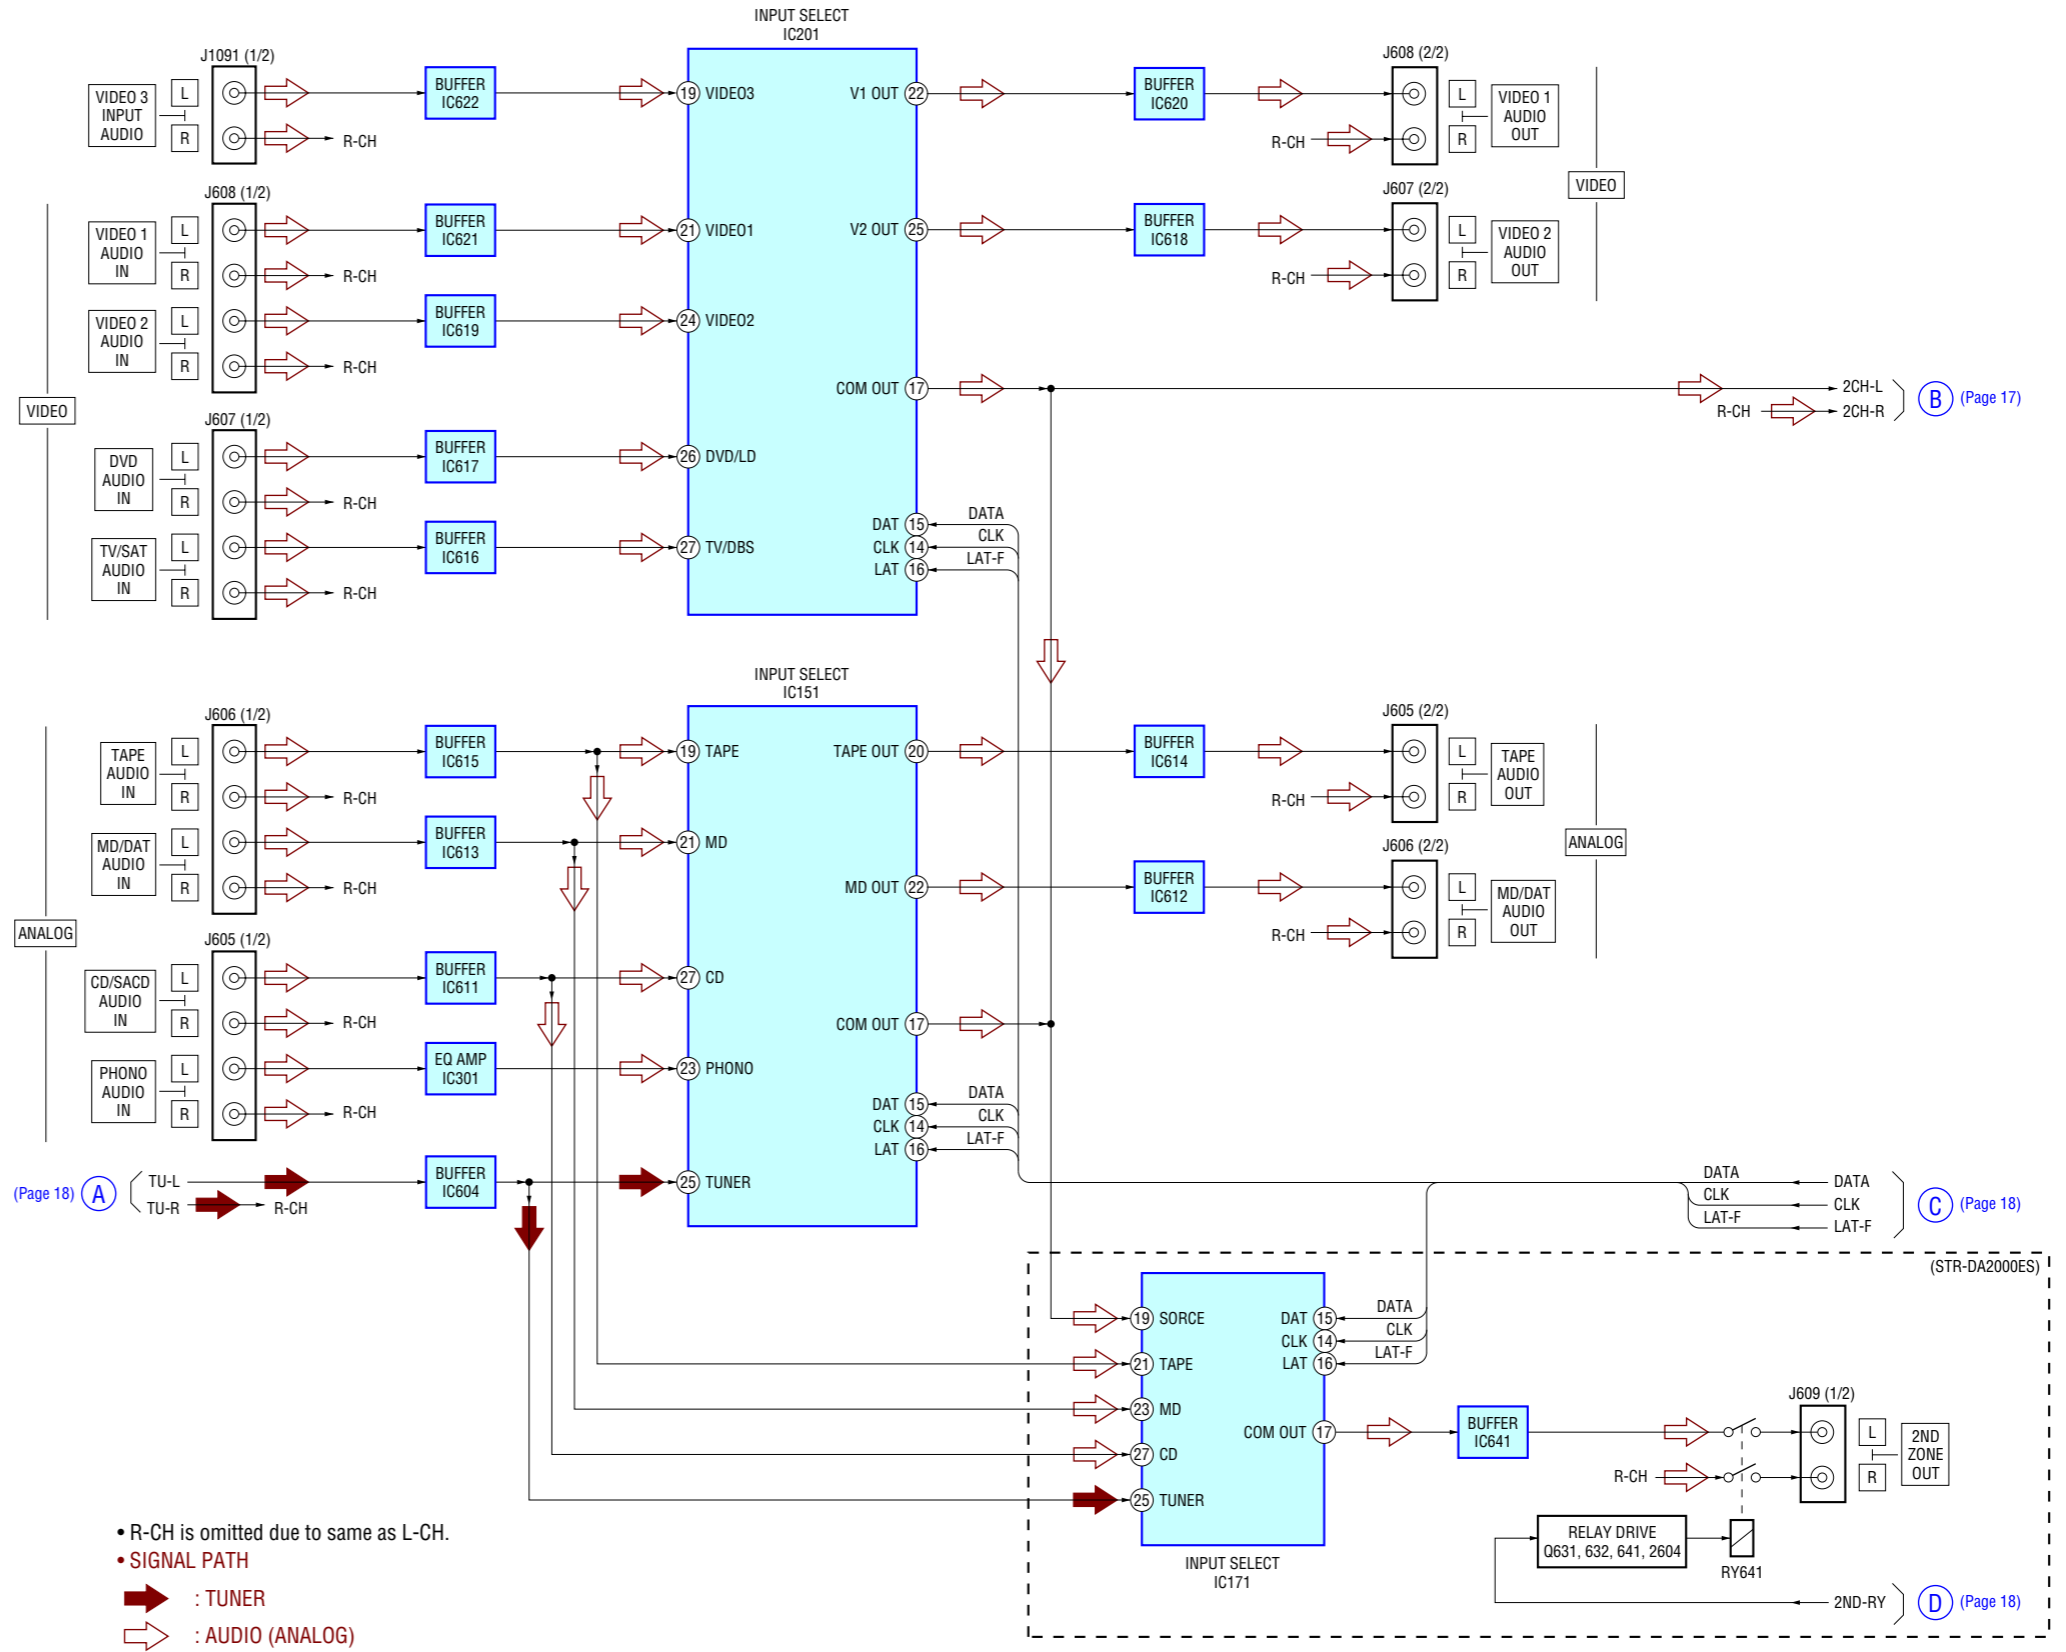 INPUT SELECT
IC201
J1091 (1/2)
VIDEO 3
INPUT
AUDIO
L
R
R-CH
BUFFER
IC622
19 VIDEO3
V1 OUT 22
BUFFER
IC620
J608 (2/2)
R-CH
L
R
VIDEO 1
AUDIO
OUT
J608 (1/2)
VIDEO 1
AUDIO
IN
L
R
R-CH
BUFFER
IC621
21 VIDEO1
V2 OUT 25
BUFFER
IC618
J607 (2/2)
R-CH
L
R
VIDEO 2
AUDIO
OUT
VIDEO
VIDEO 2
AUDIO
IN
L
R
R-CH
BUFFER
IC619
24 VIDEO2
COM OUT 17
2CH-L
R-CH
2CH-R
B (Page 17)
VIDEO
J607 (1/2)
DVD
AUDIO
IN
L
R
R-CH
BUFFER
IC617
26 DVD/LD
TV/SAT
AUDIO
IN
L
R
R-CH
BUFFER
IC616
27 TV/DBS
DAT 15 DATA
CLK 14 CLK
LAT 16 LAT-F
INPUT SELECT
IC151
J606 (1/2)
TAPE
AUDIO
IN
L
R
R-CH
BUFFER
IC615
19 TAPE
TAPE OUT 20
BUFFER
IC614
J605 (2/2)
R-CH
L
R
TAPE
AUDIO
OUT
MD/DAT
AUDIO
IN
L
R
R-CH
BUFFER
IC613
21 MD
MD OUT 22
BUFFER
IC612
J606 (2/2)
R-CH
L
R
MD/DAT
AUDIO
OUT
ANALOG
ANALOG
J605 (1/2)
CD/SACD
AUDIO
IN
L
R
R-CH
BUFFER
IC611
27 CD
COM OUT 17
PHONO
AUDIO
IN
L
R
R-CH
EQ AMP
IC301
23 PHONO
DAT 15 DATA
CLK 14 CLK
LAT 16 LAT-F
(Page 18) A
TU-L
TU-R
R-CH
BUFFER
IC604
25 TUNER
DATA DATA
CLK CLK
LAT-F LAT-F
C (Page 18)
(STR-DA2000ES)
19 SORCE
21 TAPE
23 MD
27 CD
25 TUNER
DAT 15 DATA
CLK 14 CLK
LAT 16 LAT-F
COM OUT 17
INPUT SELECT
IC171
BUFFER
IC641
R-CH
J609 (1/2)
L
R
2ND
ZONE
OUT
RELAY DRIVE
Q631, 632, 641, 2604
RY641
2ND-RY
D (Page 18)
• R-CH is omitted due to same as L-CH.
• SIGNAL PATH
: TUNER
: AUDIO (ANALOG)